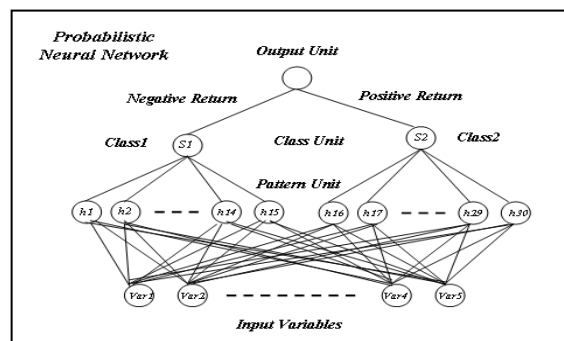 Probabilistic
Neural Network
Output Unit
Negative Return
Positive Return
Class1
S1
Class Unit
S2
Class2
Pattern Unit
h1 h2 h14 h15 h16 h17 h29 h30
Var1 Var2 Var4 Var5
Input Variables